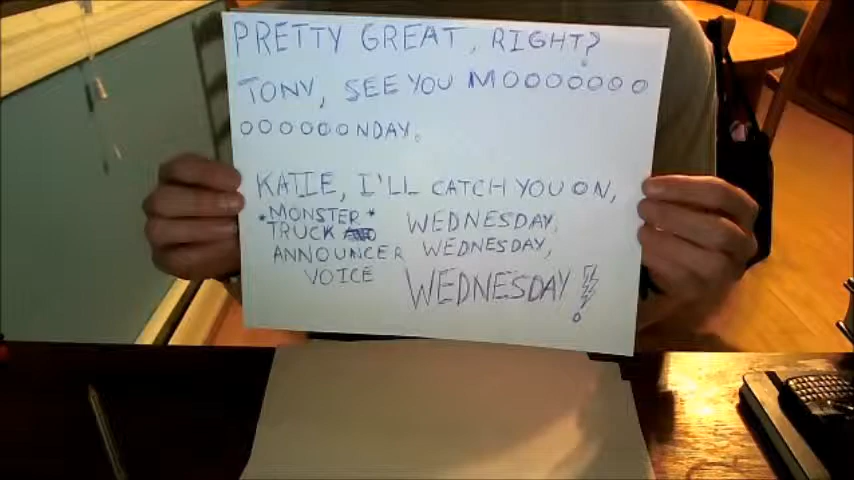 PRETTY GREAT, RIGHT?
TONY, SEE YOU MOOOOOOO
OOOOOONDAY.
KATIE, I'LL CATCH YOU ON,
*MONSTER* WEDNESDAY,
TRUCK
ANNOUNCER WEDNESDAY,
VOICE WEDNESDAY!